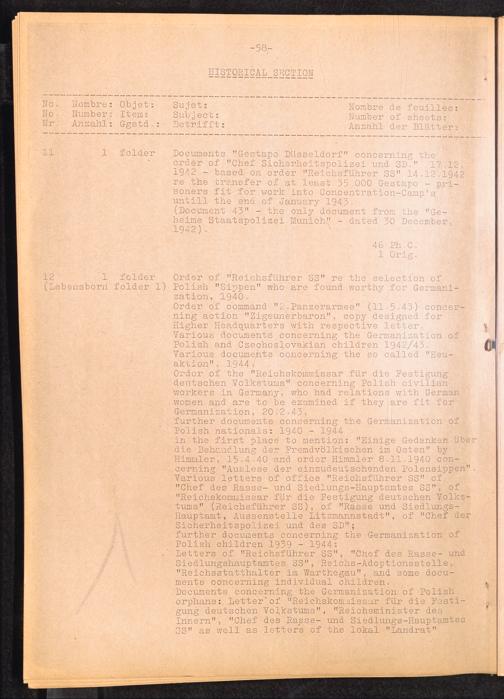 -58-
HISTORICAL SECTION
No. Nombre: Objet: Sujet: Nombre de feuilles:
No Number: Item: Subject: Number of sheets:
Nr. Anzahl: Ggstd.: Betrifft: Anzahl der Blätter:
11 1 folder Documents "Gestapo Düsseldorf" concerning the
order of "Chef Sicherheitspolizei und SD." 17.12.
1942 - based on order "Reichsführer SS" 14.12.1942
re the transfer of at least 35 000 Gestapo - pri-
soners fit for work into Concentration-Camp's
untill the end of January 1943.
(Document 43" - the only document from the "Ge-
heime Staatspolizei Munich" - dated 30 December,
1942).
46 Ph C.
1 Orig.
12 1 folder Order of "Reichsführer SS" re the selection of
(Lebensborn folder 1) Polish "Sippen" who are found worthy for Germani-
zation, 1940.
Order of command "2.Panzerarmee" (11.5.43) concer-
ning action "Zigeunerbaron", copy designed for
Higher Headquarters with respective letter.
Various documents concerning the Germanization of
Polish and Czechoslovakian children 1942/43.
Various documents concerning the so called "Heu-
aktion", 1944,
Order of the "Reichskommissar für die Festigung
deutschen Volkstums" concerning Polish civilian
workers in Germany, who had relations with German
women and are to be examined if they are fit for
Germanization, 20.2.43,
further documents concerning the Germanization of
Polish nationals: 1940 - 1944
in the first place to mention: "Einige Gedanken über
die Behandlung der Fremdvölkischen im Osten" by
Himmler, 15.4.40 and order Himmler 8.11.1940 con-
cerning "Auslese der einzudeutschenden Polensippen".
Various letters of office "Reichsführer SS" of
"Chef des Rasse- und Siedlungs-Hauptamtes SS", of
"Reichskommissar für die Festigung deutschen Volks-
tums" (Reichsführer SS), of "Rasse und Siedlungs-
Hauptamt, Aussenstelle Litzmannstadt", of "Chef der
Sicherheitspolizei und des SD";
further documents concerning the Germanization of
Polish children 1939 - 1944:
Letters of "Reichsführer SS", "Chef des Rasse- und
Siedlungshauptamtes SS", Reichs-Adoptionsstelle,
"Reichsstatthalter im Warthegau", and some docu-
ments concerning individual children.
Documents concerning the Germanization of Polish
orphans: Letter of "Reichskommissar für die Festi-
gung deutschen Volkstums", "Reichsminister des
Innern", "Chef des Rasse- und Siedlungs-Hauptamtes
SS" as well as letters of the lokal "Landrat"